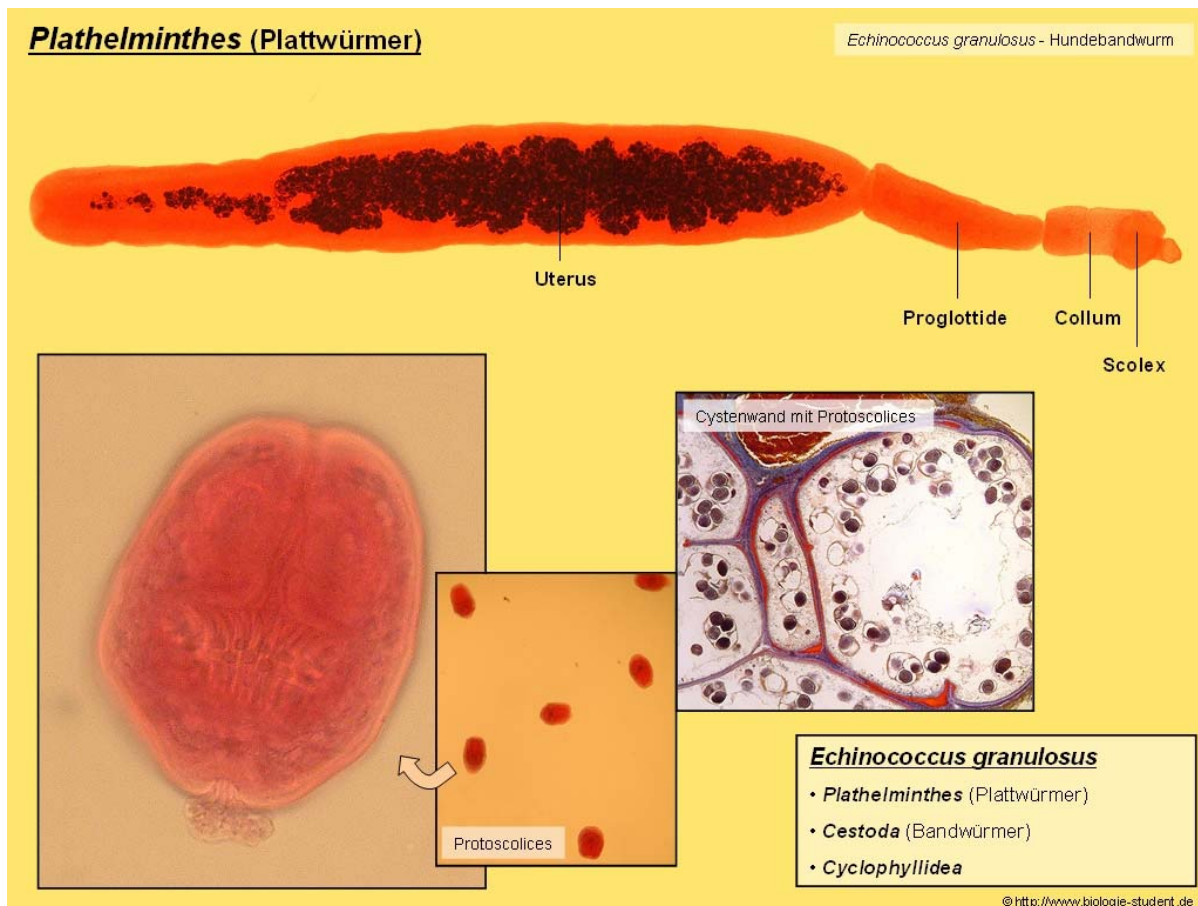 Plathelminthes (Plattwürmer)
Echinococcus granulosus - Hundebandwurm
Uterus
Proglottide
Collum
Scolex
Cystenwand mit Protoscolices
Protoscolices
Echinococcus granulosus
• Plathelminthes (Plattwürmer)
• Cestoda (Bandwürmer)
• Cyclophyllidea
© http://www.biologie-student.de